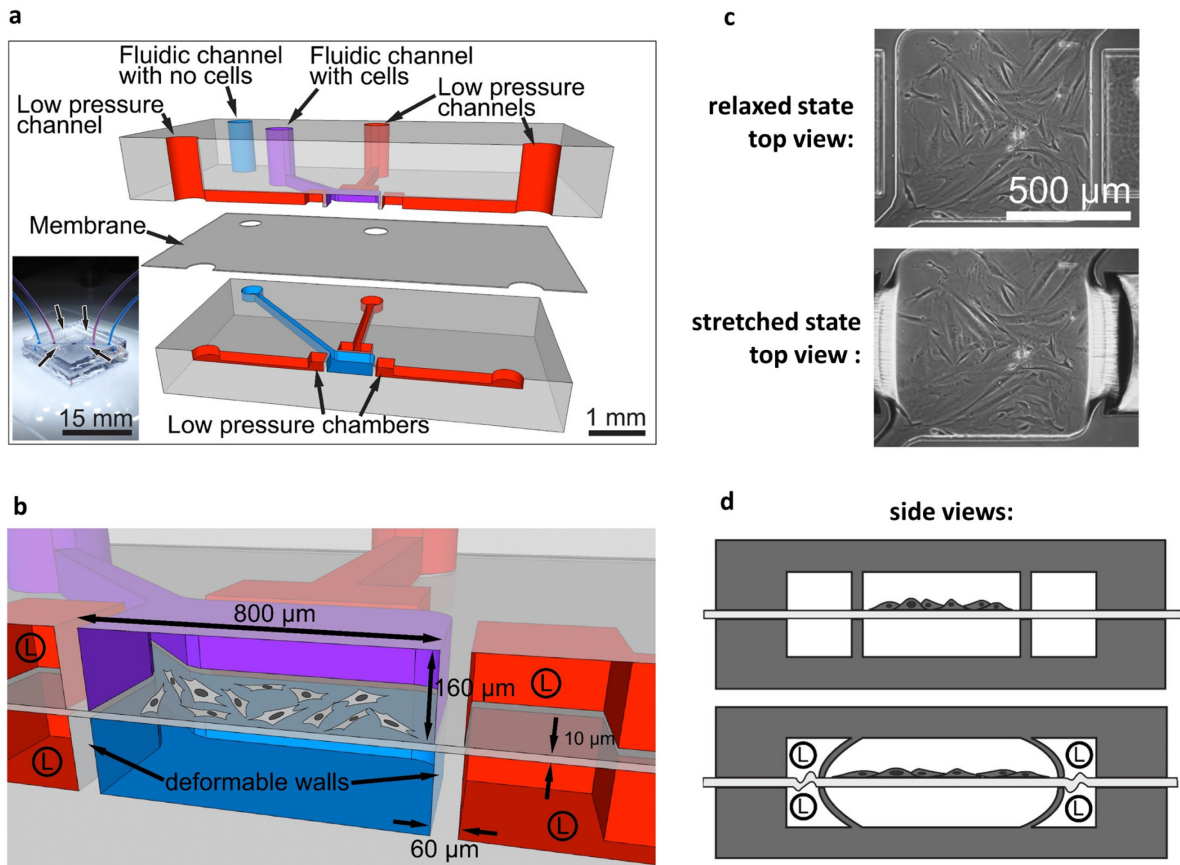 a
Fluidic channel
with no cells
Fluidic channel
with cells
Low pressure
channel
Low pressure
channels
Membrane
15 mm
Low pressure chambers
1 mm
b
800 µm
L
L
160 µm
10 µm
L
deformable walls
L
60 µm
c
relaxed state
top view:
500 µm
stretched state
top view :
d
side views:
L
L
L
L